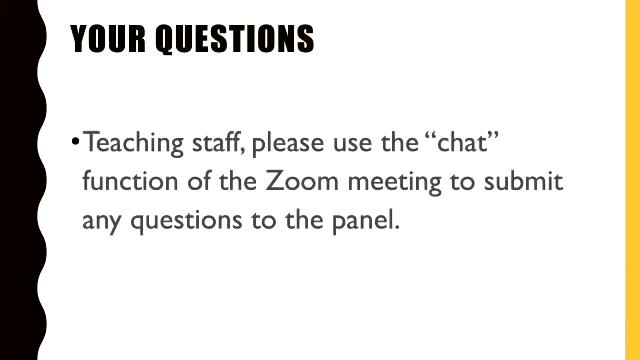 YOUR QUESTIONS
•Teaching staff, please use the “chat”
function of the Zoom meeting to submit
any questions to the panel.